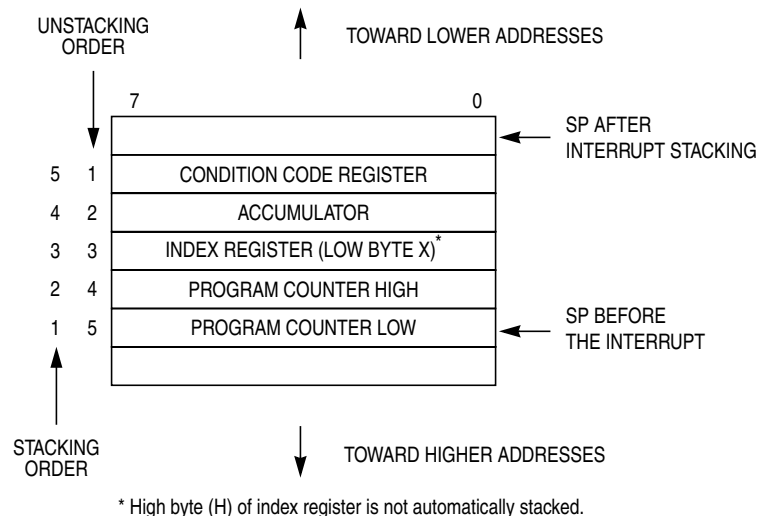 UNSTACKING
ORDER
TOWARD LOWER ADDRESSES
7 0
SP AFTER
INTERRUPT STACKING
5 1 CONDITION CODE REGISTER
4 2 ACCUMULATOR
3 3 INDEX REGISTER (LOW BYTE X)*
2 4 PROGRAM COUNTER HIGH
1 5 PROGRAM COUNTER LOW
SP BEFORE
THE INTERRUPT
STACKING
ORDER
TOWARD HIGHER ADDRESSES
* High byte (H) of index register is not automatically stacked.